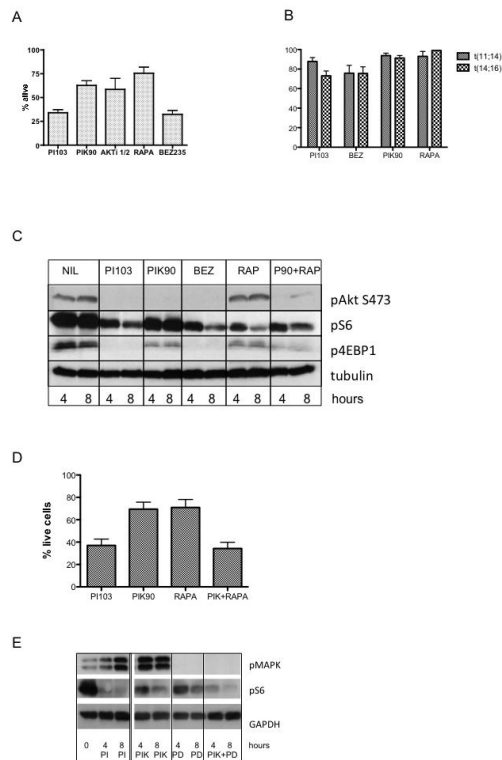 A
% alive
100
75
50
25
0
PI103 PIK90 AKTi 1/2 RAPA BEZ235
B
100
80
60
40
20
0
PI103 BEZ PIK90 RAPA
t(11;14)
t(14;16)
C
NIL PI103 PIK90 BEZ RAP P90+RAP
pAkt S473
pS6
p4EBP1
tubulin
4 8 4 8 4 8 4 8 4 8 4 8 hours
D
% live cells
100
80
60
40
20
0
PI103 PIK90 RAPA PIK+RAPA
E
pMAPK
pS6
GAPDH
0 4 8 4 8 4 8 4 8 hours
PI PI PIK PIK PD PD PIK+PD